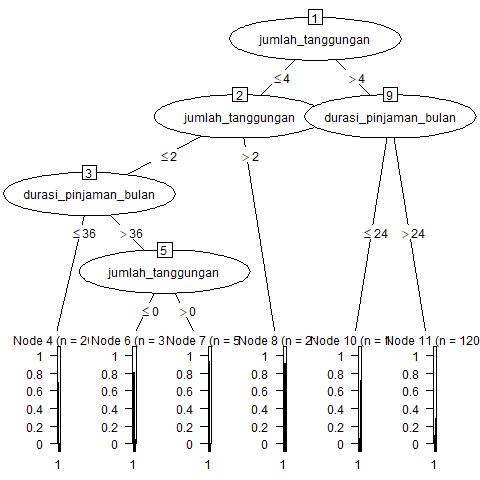 1
jumlah_tanggungan
≤4 >4
2 9
jumlah_tanggungan durasi_pinjaman_bulan
≤2 >2
3
durasi_pinjaman_bulan
≤36 >36 ≤24 >24
5
jumlah_tanggungan
≤0 >0
Node 4 (n = 2 Node 6 (n = 3 Node 7 (n = 5 Node 8 (n = 2 Node 10 (n = 1 Node 11 (n = 120
1 1 1 1 1 1
0.8 0.8 0.8 0.8 0.8 0.8
0.6 0.6 0.6 0.6 0.6 0.6
0.4 0.4 0.4 0.4 0.4 0.4
0.2 0.2 0.2 0.2 0.2 0.2
0 0 0 0 0 0
1 1 1 1 1 1